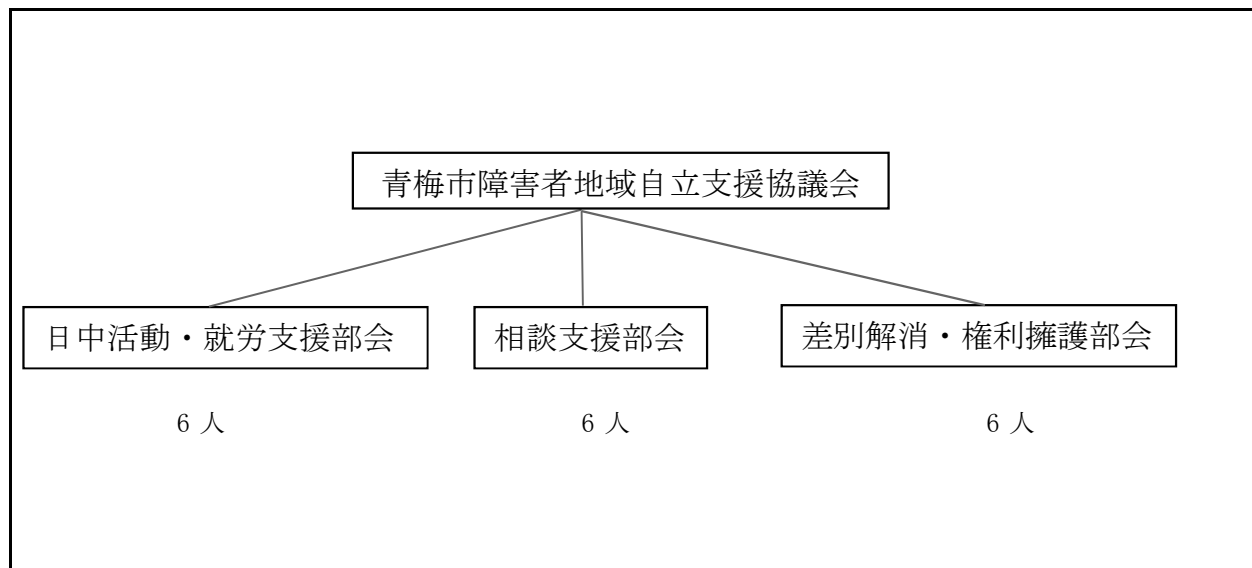 青梅市障害者地域自立支援協議会
日中活動・就労支援部会
相談支援部会
差別解消・権利擁護部会
6 人
6 人
6 人